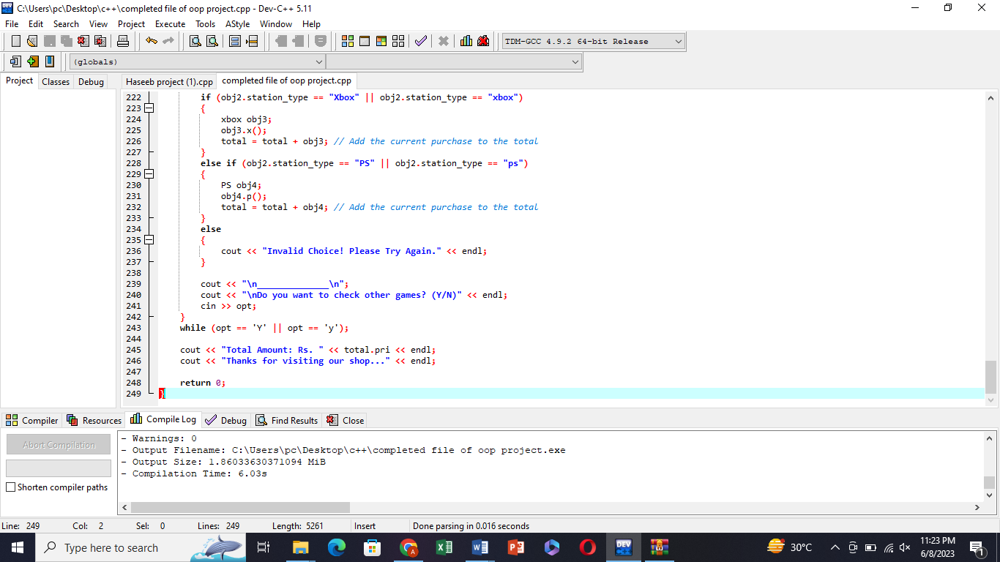 C:\Users\pc\Desktop\c++\completed file of oop project.cpp - Dev-C++ 5.11
File Edit Search View Project Execute Tools AStyle Window Help
TDM-GCC 4.9.2 64-bit Release
(globals)
Project Classes Debug Haseeb project (1).cpp completed file of oop project.cpp
222 if (obj2.station_type == "Xbox" || obj2.station_type == "xbox")
223 {
224 xbox obj3;
225 obj3.x();
226 total = total + obj3; // Add the current purchase to the total
227 }
228 else if (obj2.station_type == "PS" || obj2.station_type == "ps")
229 {
230 PS obj4;
231 obj4.p();
232 total = total + obj4; // Add the current purchase to the total
233 }
234 else
235 {
236 cout << "Invalid Choice! Please Try Again." << endl;
237 }
238
239 cout << "\n______________\n";
240 cout << "\nDo you want to check other games? (Y/N)" << endl;
241 cin >> opt;
242 }
243 while (opt == 'Y' || opt == 'y');
244
245 cout << "Total Amount: Rs. " << total.pri << endl;
246 cout << "Thanks for visiting our shop..." << endl;
247
248 return 0;
249 }
Compiler Resources Compile Log Debug Find Results Close
Abort Compilation
Shorten compiler paths
- Warnings: 0
- Output Filename: C:\Users\pc\Desktop\c++\completed file of oop project.exe
- Output Size: 1.86033630371094 MiB
- Compilation Time: 6.03s
Line: 249 Col: 2 Sel: 0 Lines: 249 Length: 5261 Insert Done parsing in 0.016 seconds
Type here to search
30°C
11:23 PM
6/8/2023
1